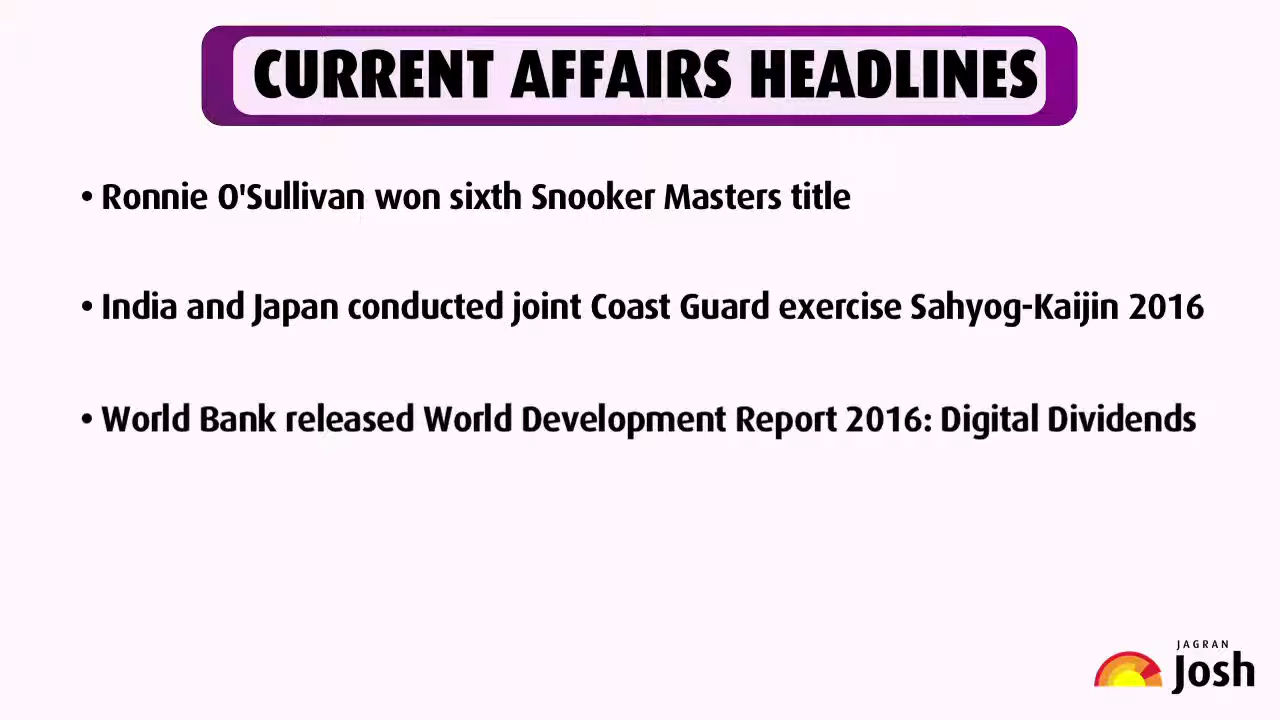 CURRENT AFFAIRS HEADLINES
• Ronnie O'Sullivan won sixth Snooker Masters title
• India and Japan conducted joint Coast Guard exercise Sahyog-Kaijin 2016
• World Bank released World Development Report 2016: Digital Dividends
JAGRAN
Josh